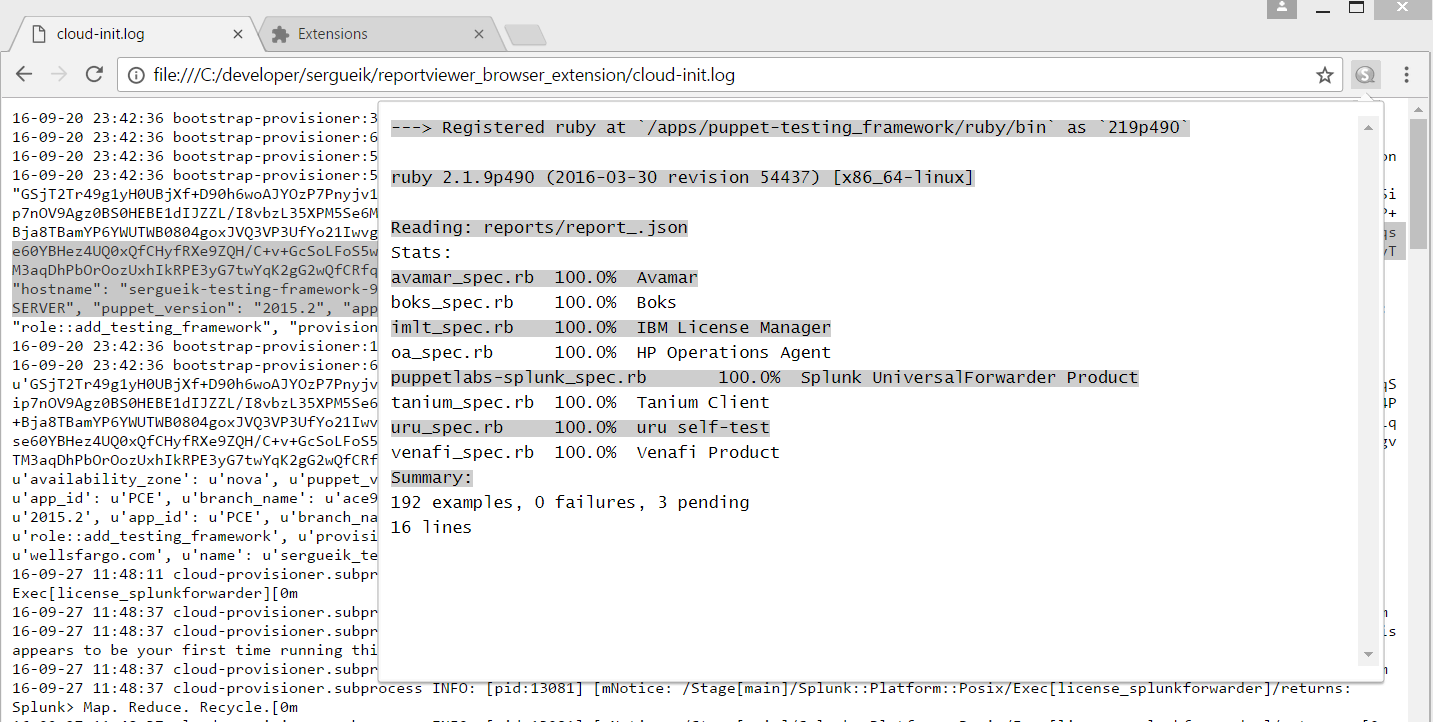 cloud-init.log
Extensions
file:///C:/developer/sergueik/reportviewer_browser_extension/cloud-init.log
16-09-20 23:42:36 bootstrap-provisioner:3
16-09-20 23:42:36 bootstrap-provisioner:6
16-09-20 23:42:36 bootstrap-provisioner:5 on
16-09-20 23:42:36 bootstrap-provisioner:5
"GSjT2Tr49g1yH0UBjXf+D90h6woAJYOzP7Pnyjv1 Si
p7nOV9Agz0BS0HEBE1dIJZZL/I8vbzL35XPM5Se6M P+
Bja8TBamYP6YWUTWB0804goxJVQ3VP3UfYo21Iwvg qs
e60YBHez4UQ0xQfCHyfRXe9ZQH/C+v+GcSoLFoS5w vT
M3aqDhPbOrOozUxhIkRPE3yG7twYqK2gG2wQfCRfq
"hostname": "sergueik-testing-framework-9
SERVER", "puppet_version": "2015.2", "app
"role::add_testing_framework", "provision
16-09-20 23:42:36 bootstrap-provisioner:1
16-09-20 23:42:36 bootstrap-provisioner:6
u'GSjT2Tr49g1yH0UBjXf+D90h6woAJYOzP7Pnyjv qS
ip7nOV9Agz0BS0HEBE1dIJZZL/I8vbzL35XPM5Se6 4P
+Bja8TBamYP6YWUTWB0804goxJVQ3VP3UfYo21Iwv q
se60YBHez4UQ0xQfCHyfRXe9ZQH/C+v+GcSoLFoS5 gv
TM3aqDhPbOrOozUxhIkRPE3yG7twYqK2gG2wQfCRf
u'availability_zone': u'nova', u'puppet_v
u'app_id': u'PCE', u'branch_name': u'ace9
u'2015.2', u'app_id': u'PCE', u'branch_na
u'role::add_testing_framework', u'provisi
u'wellsfargo.com', u'name': u'sergueik_te
16-09-27 11:48:11 cloud-provisioner.subpr
Exec[license_splunkforwarder][0m
16-09-27 11:48:37 cloud-provisioner.subpr m
16-09-27 11:48:37 cloud-provisioner.subpr is
appears to be your first time running thi
16-09-27 11:48:37 cloud-provisioner.subpr m
16-09-27 11:48:37 cloud-provisioner.subprocess INFO: [pid:13081] [mNotice: /Stage[main]/Splunk::Platform::Posix/Exec[license_splunkforwarder]/returns:
Splunk> Map. Reduce. Recycle.[0m
---> Registered ruby at `/apps/puppet-testing_framework/ruby/bin` as `219p490`
ruby 2.1.9p490 (2016-03-30 revision 54437) [x86_64-linux]
Reading: reports/report_.json
Stats:
avamar_spec.rb 100.0% Avamar
boks_spec.rb 100.0% Boks
imlt_spec.rb 100.0% IBM License Manager
oa_spec.rb 100.0% HP Operations Agent
puppetlabs-splunk_spec.rb 100.0% Splunk UniversalForwarder Product
tanium_spec.rb 100.0% Tanium Client
uru_spec.rb 100.0% uru self-test
venafi_spec.rb 100.0% Venafi Product
Summary:
192 examples, 0 failures, 3 pending
16 lines